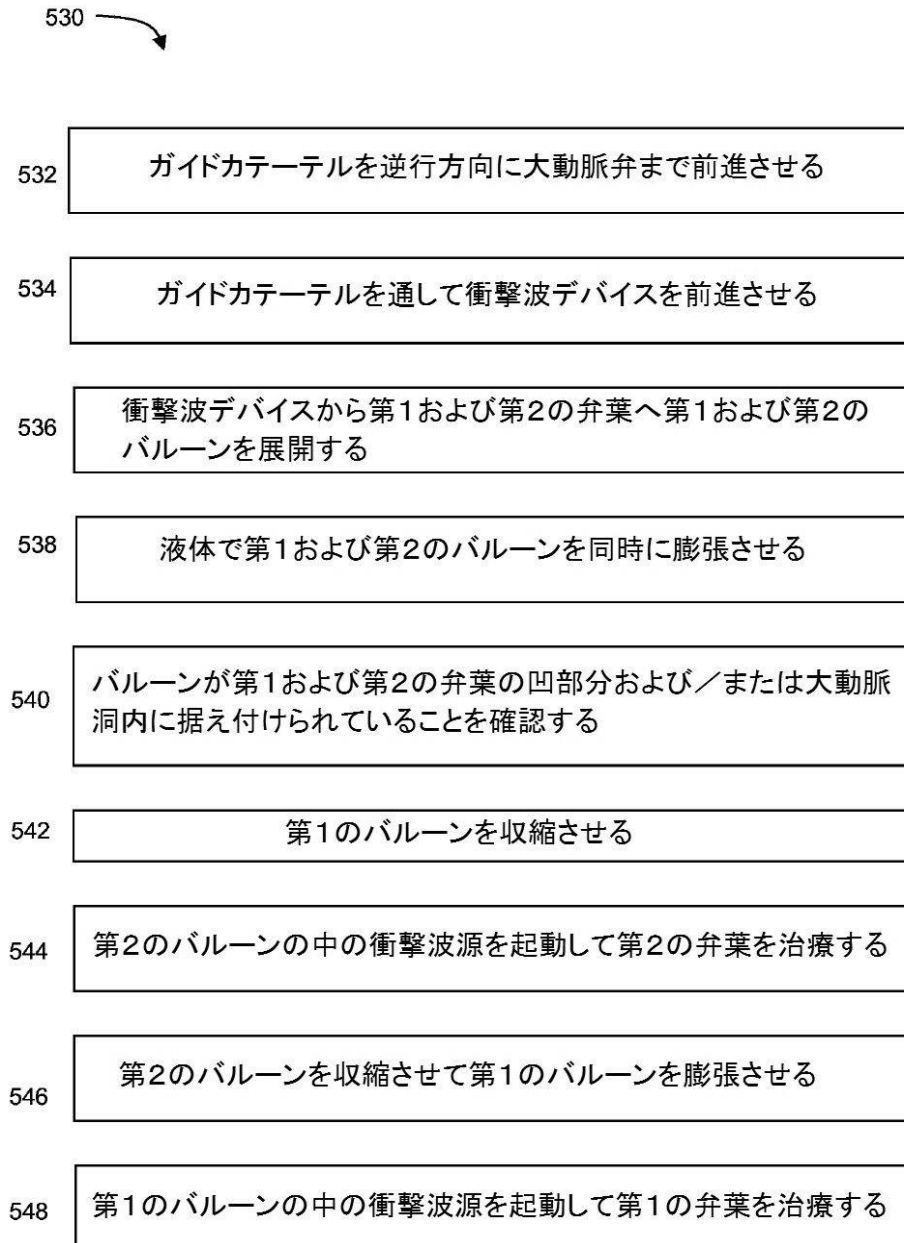 530
532
ガイドカテーテルを逆行方向に大動脈弁まで前進させる
534
ガイドカテーテルを通して衝撃波デバイスを前進させる
536
衝撃波デバイスから第1および第2の弁葉へ第1および第2の
バルーンを展開する
538
液体で第1および第2のバルーンを同時に膨張させる
540
バルーンが第1および第2の弁葉の凹部分および／または大動脈
洞内に据え付けられていることを確認する
542
第1のバルーンを収縮させる
544
第2のバルーンの中の衝撃波源を起動して第2の弁葉を治療する
546
第2のバルーンを収縮させて第1のバルーンを膨張させる
548
第1のバルーンの中の衝撃波源を起動して第1の弁葉を治療する